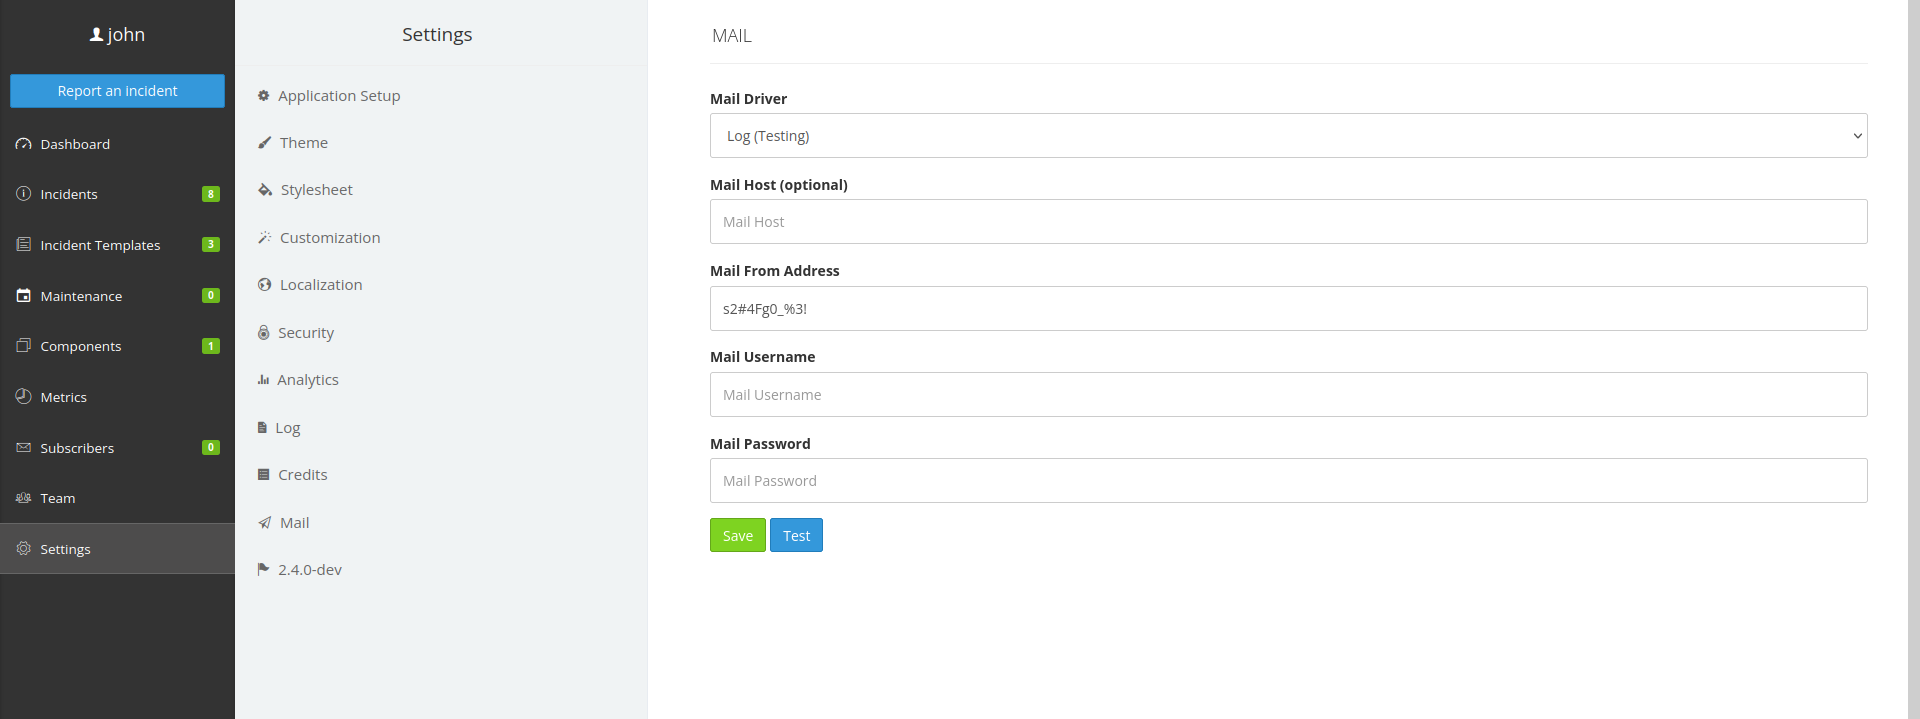 john
Report an incident
Dashboard
Incidents 8
Incident Templates 3
Maintenance 0
Components 1
Metrics
Subscribers 0
Team
Settings
Settings
Application Setup
Theme
Stylesheet
Customization
Localization
Security
Analytics
Log
Credits
Mail
2.4.0-dev
MAIL
Mail Driver
Log (Testing)
Mail Host (optional)
Mail Host
Mail From Address
s2#4Fg0_%3!
Mail Username
Mail Username
Mail Password
Mail Password
Save Test